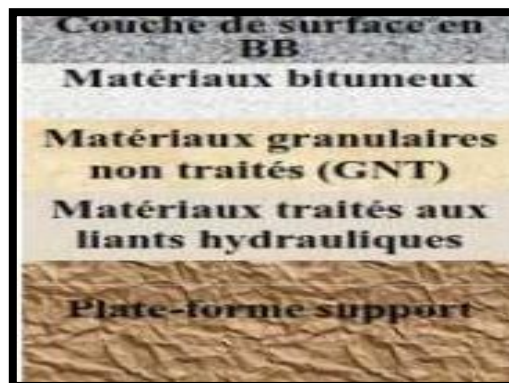 Couche de surface en
BB
Matériaux bitumeux
Matériaux granulaires
non traités (GNT)
Matériaux traités aux
liants hydrauliques
Plate-forme support